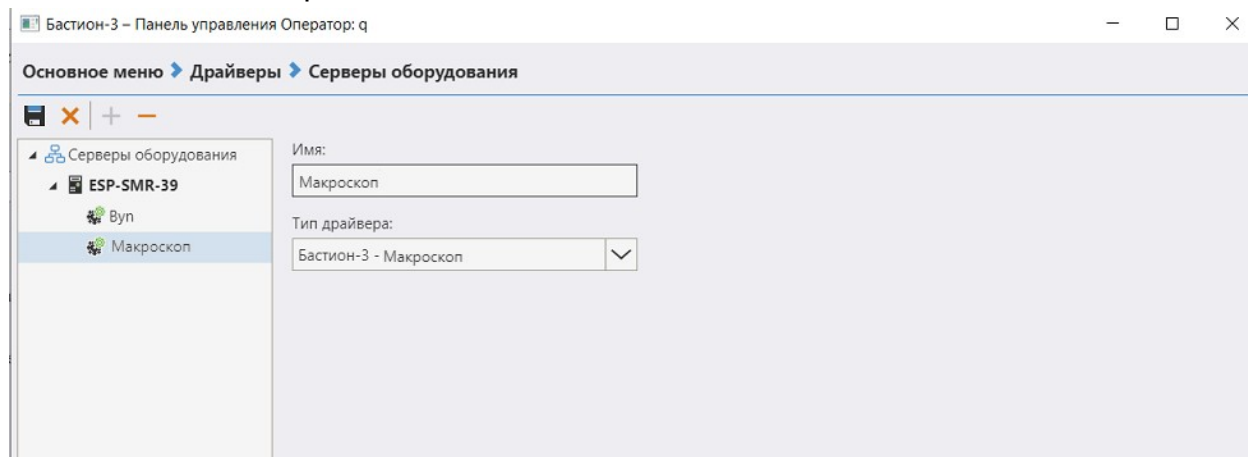 Бастион-3 – Панель управления Оператор: q
Основное меню Драйверы Серверы оборудования
Серверы оборудования
ESP-SMR-39
Вуп
Макроскоп
Имя:
Макроскоп
Тип драйвера:
Бастион-3 - Макроскоп